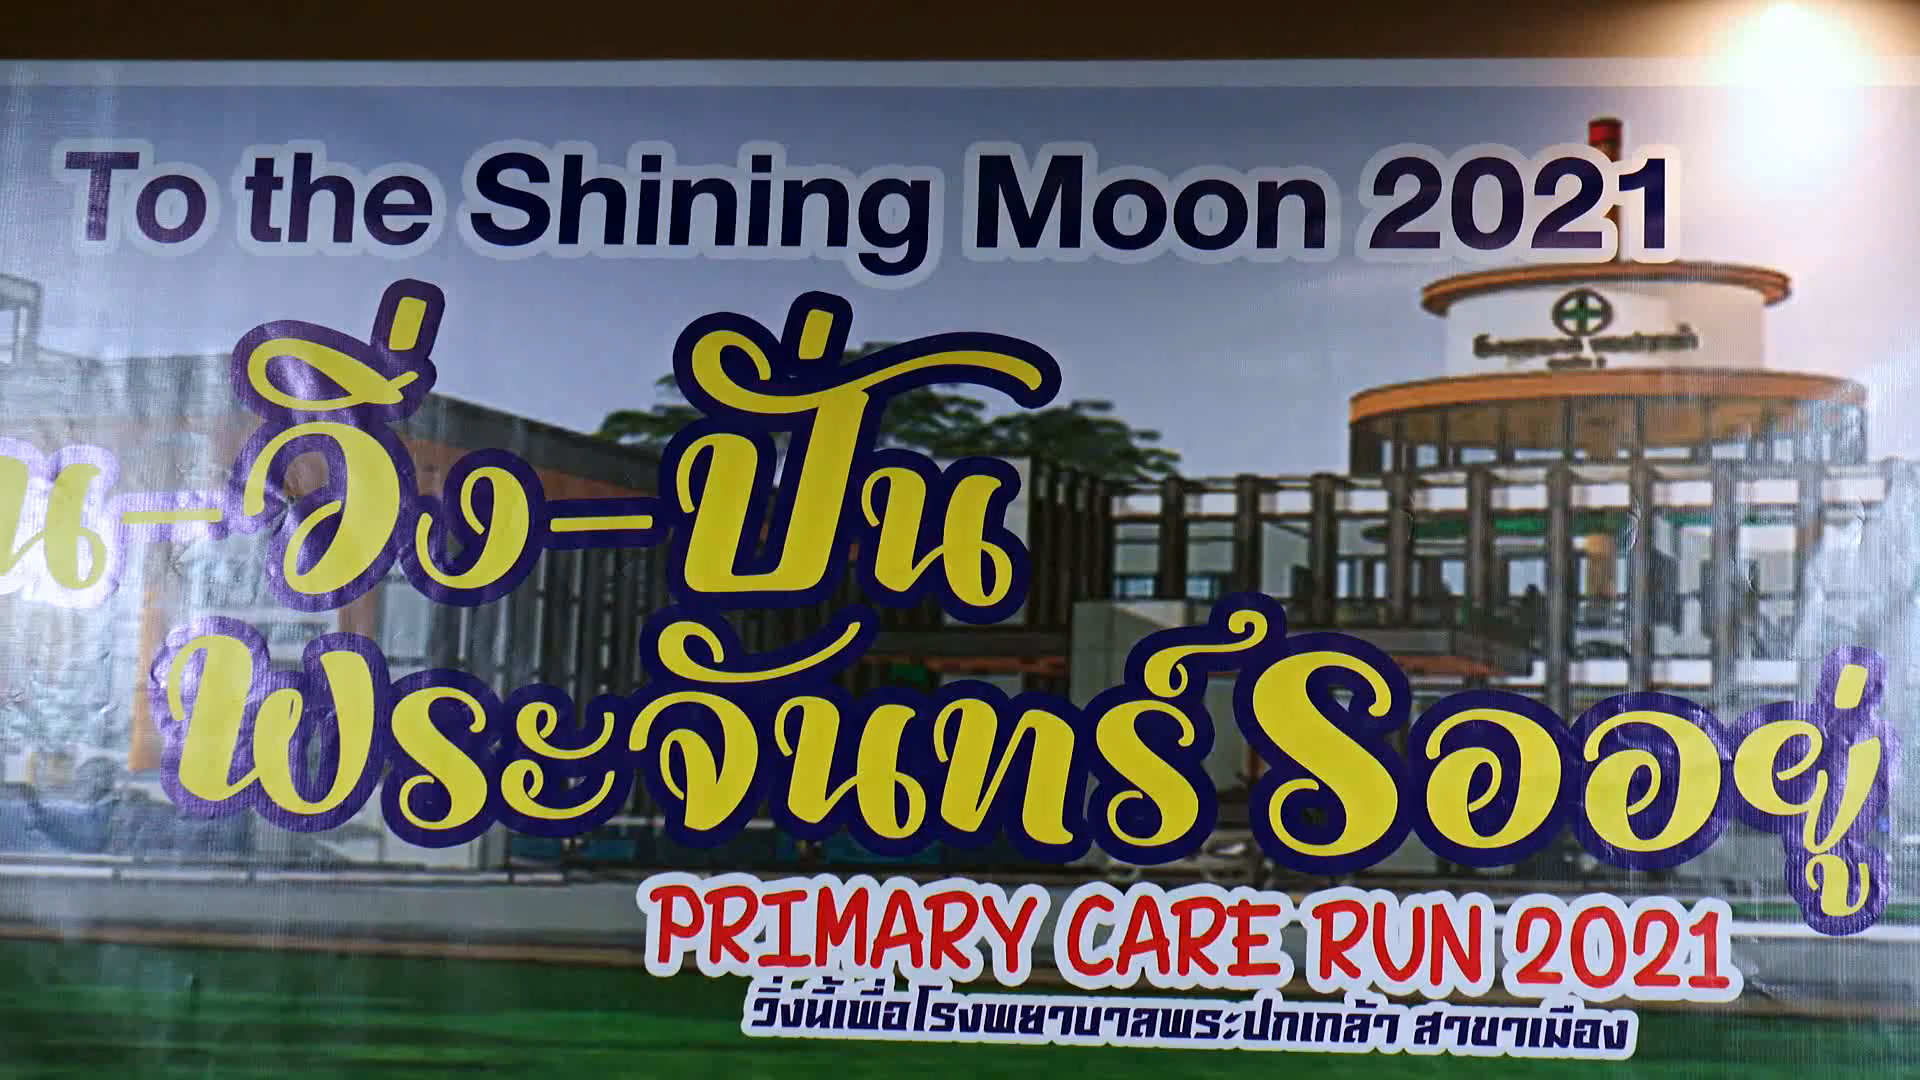 To the Shining Moon 2021
น-วิ่ง-ปั่น
พระจันทร์รออยู่
PRIMARY CARE RUN 2021
วิ่งนี้เพื่อโรงพยาบาลพระปกเกล้า สาขาเมือง